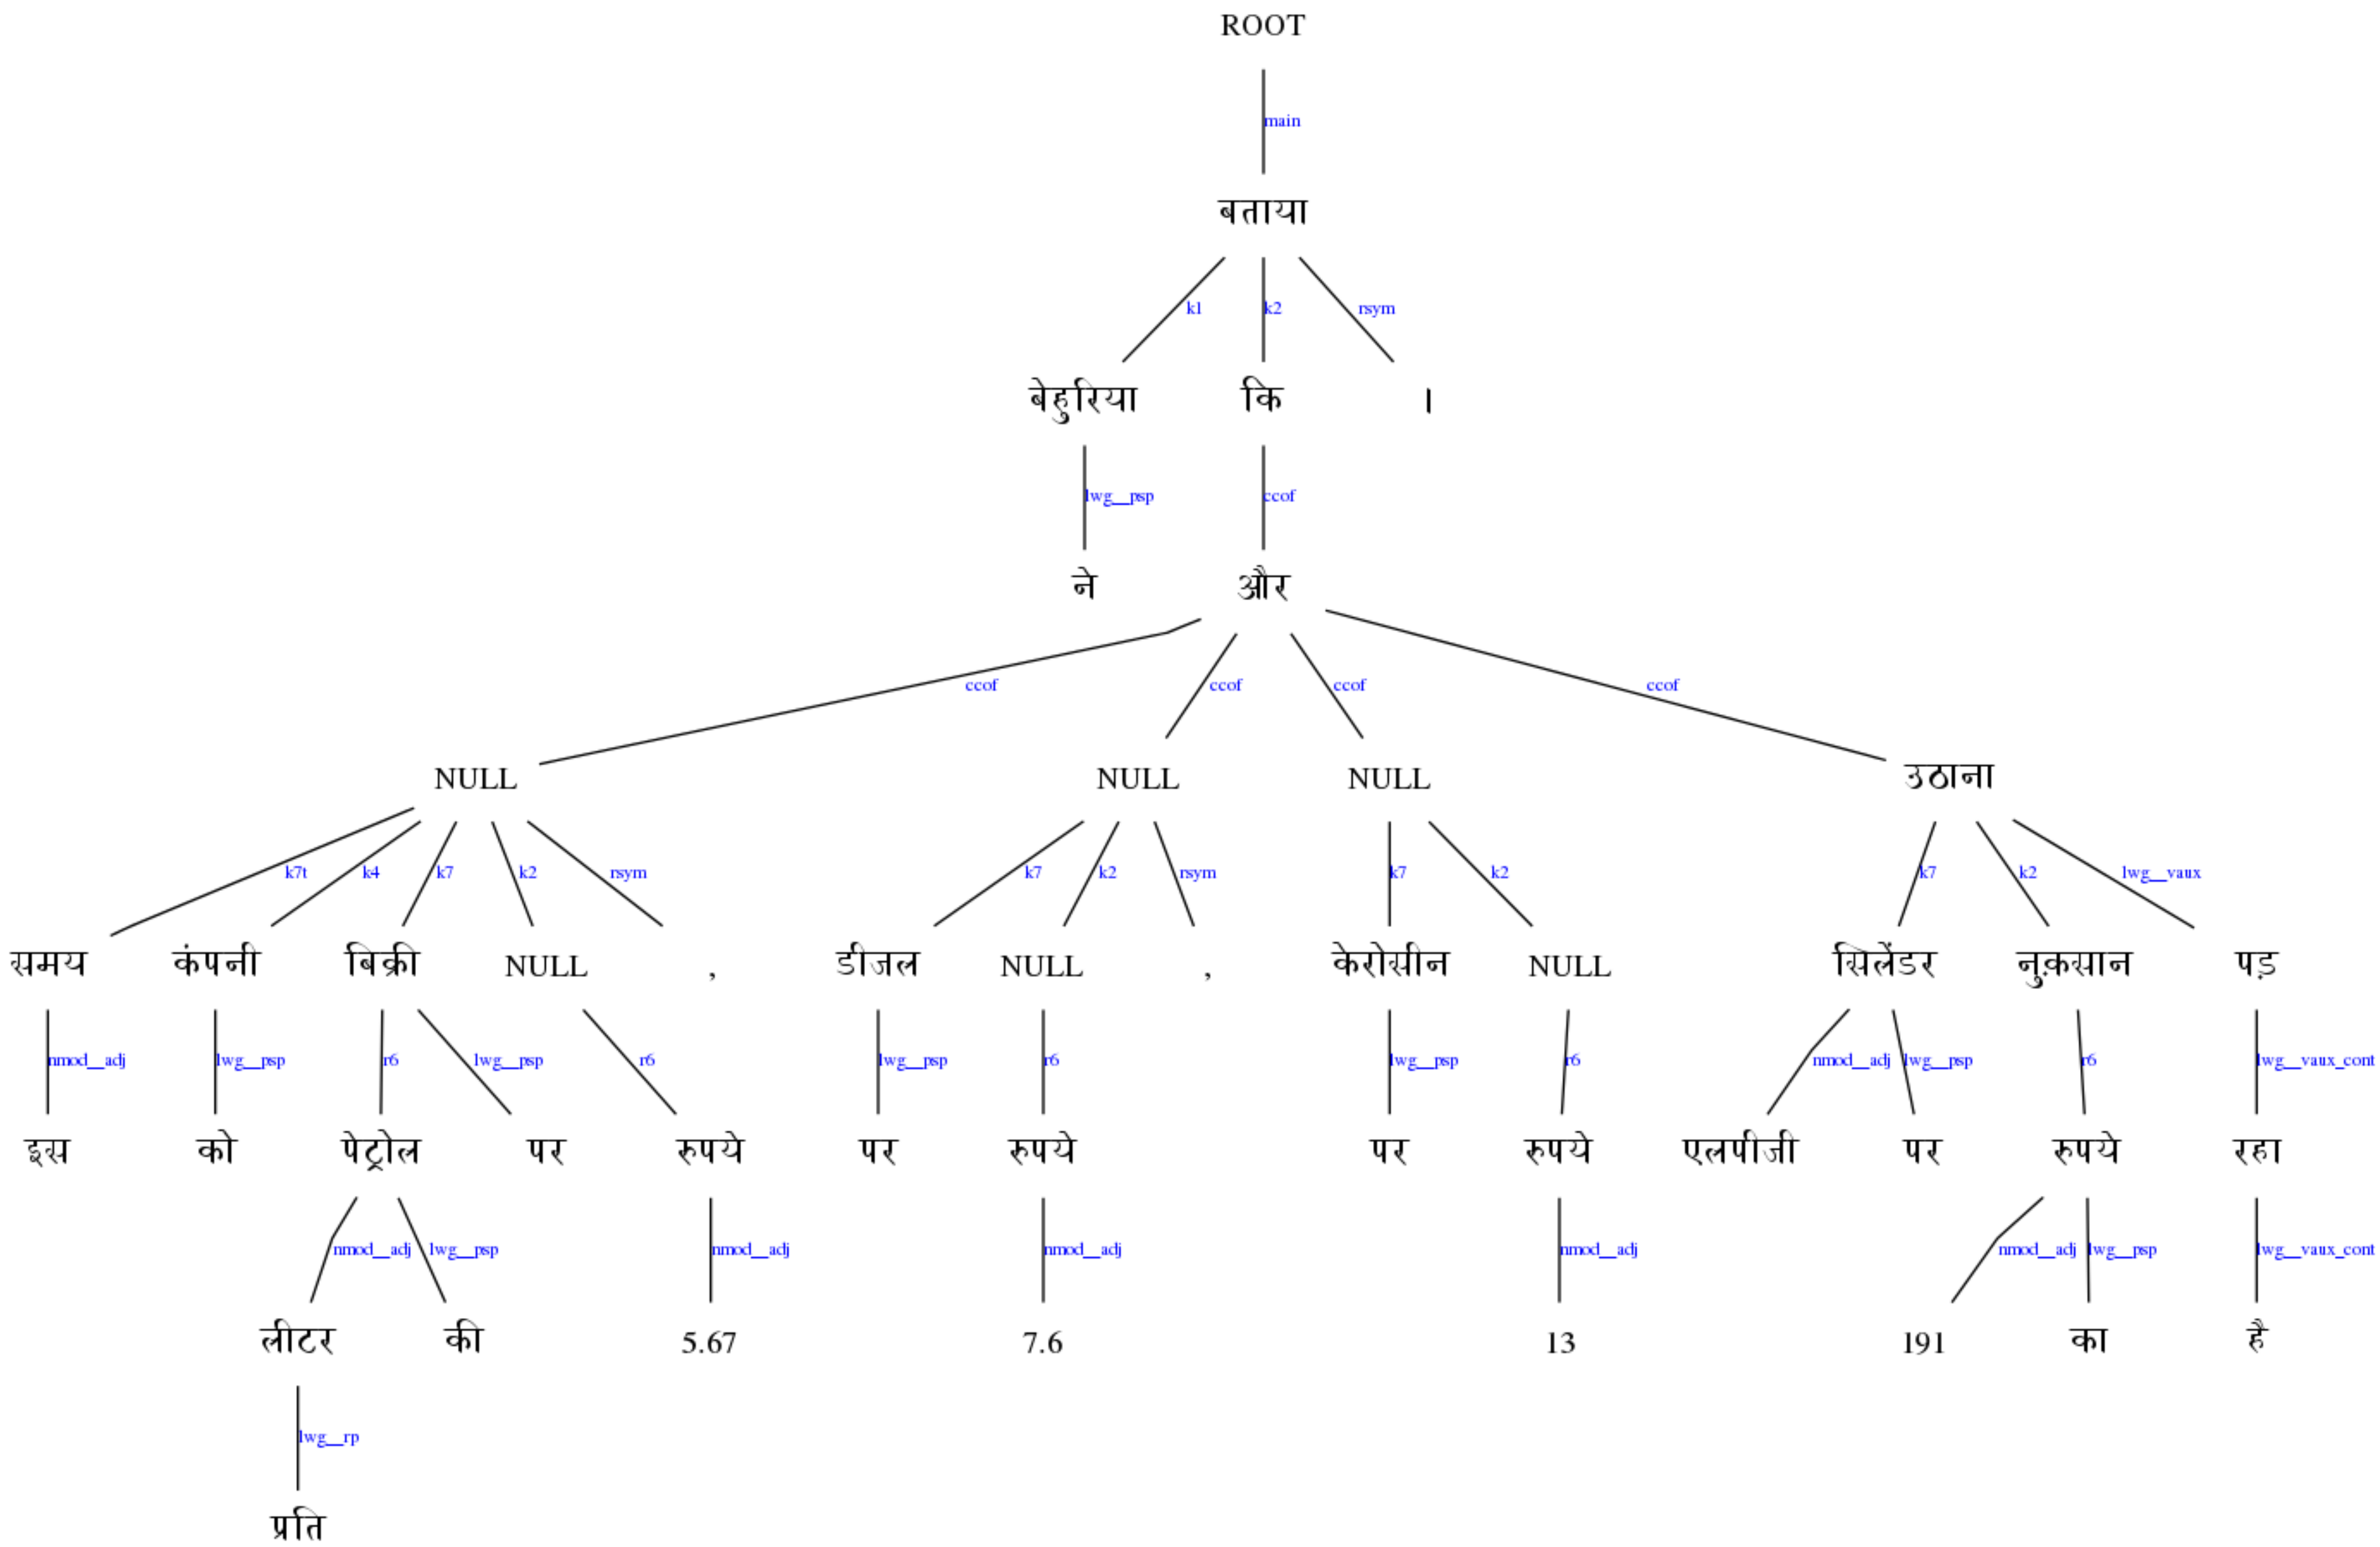 ROOT
main
बताया
k1 k2 rsym
बेहुरिया कि ।
lwg__psp ccof
ने और
ccof ccof ccof ccof
NULL NULL NULL उठाना
k7t k4 k7 k2 rsym k7 k2 rsym k7 k2 k7 k2 lwg__vaux
समय कंपनी बिक्री NULL , डीजल NULL , केरोसीन NULL सिलेंडर नुक़सान पड़
nmod__adj lwg__psp r6 lwg__psp r6 lwg__psp r6 lwg__psp r6 nmod__adj lwg__psp r6 lwg__vaux_cont
इस को पेट्रोल पर रुपये पर रुपये पर रुपये एलपीजी पर रुपये रहा
nmod__adj lwg__psp nmod__adj nmod__adj nmod__adj nmod__adj lwg__psp lwg__vaux_cont
लीटर की 5.67 7.6 13 191 का है
lwg__rp
प्रति